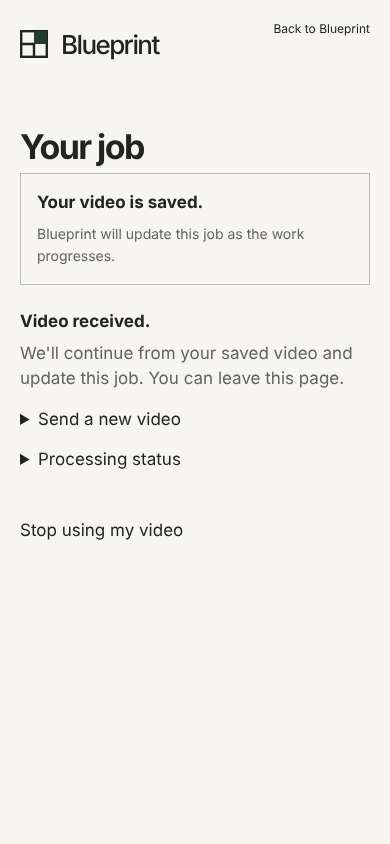 Blueprint
Back to Blueprint
Your job
Your video is saved.
Blueprint will update this job as the work
progresses.
Video received.
We'll continue from your saved video and
update this job. You can leave this page.
Send a new video
Processing status
Stop using my video